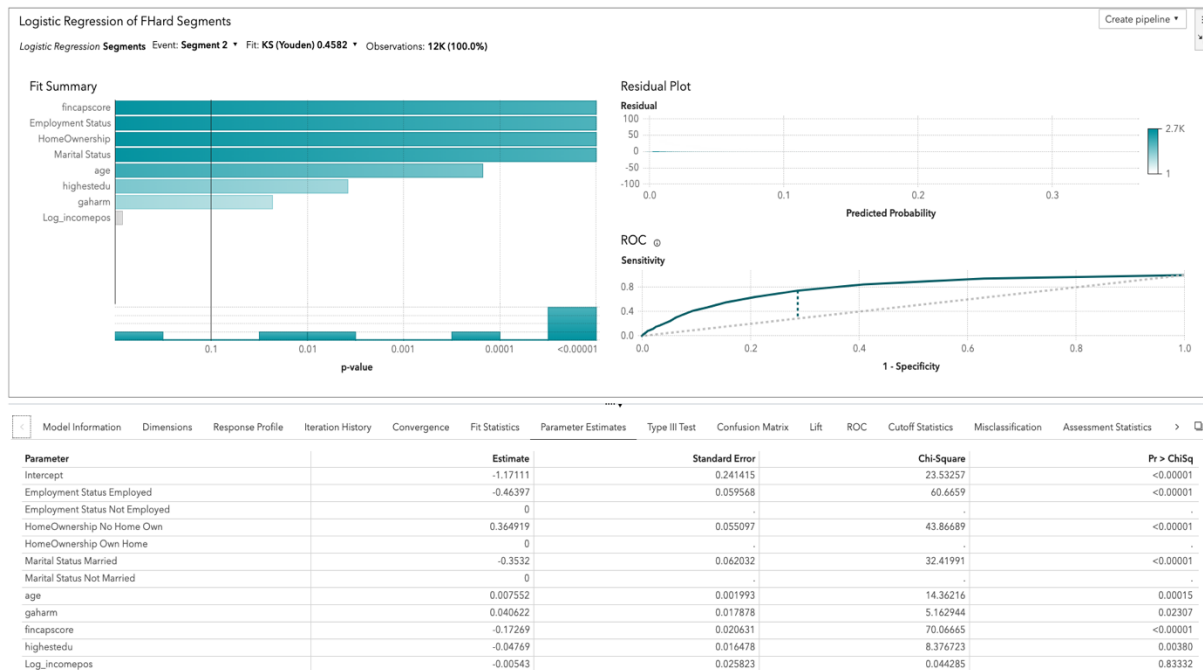 Logistic Regression of FHard Segments
Create pipeline
Logistic Regression Segments Event: Segment 2 Fit: KS (Youden) 0.4582 Observations: 12K (100.0%)
Fit Summary
fincapscore
Employment Status
HomeOwnership
Marital Status
age
highestedu
gaharm
Log_incomepos
0.1 0.01 0.001 0.0001 <0.00001
p-value
Residual Plot
Residual
100
50
0
-50
-100
0.0 0.1 0.2 0.3
Predicted Probability
2.7K
1
ROC
Sensitivity
0.8
0.4
0.0
0.0 0.2 0.4 0.6 0.8 1.0
1 - Specificity
Model Information Dimensions Response Profile Iteration History Convergence Fit Statistics Parameter Estimates Type III Test Confusion Matrix Lift ROC Cutoff Statistics Misclassification Assessment Statistics
Parameter Estimate Standard Error Chi-Square Pr > ChiSq
Intercept -1.17111 0.241415 23.53257 <0.00001
Employment Status Employed -0.46397 0.059568 60.6659 <0.00001
Employment Status Not Employed 0 . . .
HomeOwnership No Home Own 0.364919 0.055097 43.86689 <0.00001
HomeOwnership Own Home 0 . . .
Marital Status Married -0.3532 0.062032 32.41991 <0.00001
Marital Status Not Married 0 . . .
age 0.007552 0.001993 14.36216 0.00015
gaharm 0.040622 0.017878 5.162944 0.02307
fincapscore -0.17269 0.020631 70.06665 <0.00001
highestedu -0.04769 0.016478 8.376723 0.00380
Log_incomepos -0.00543 0.025823 0.044285 0.83332